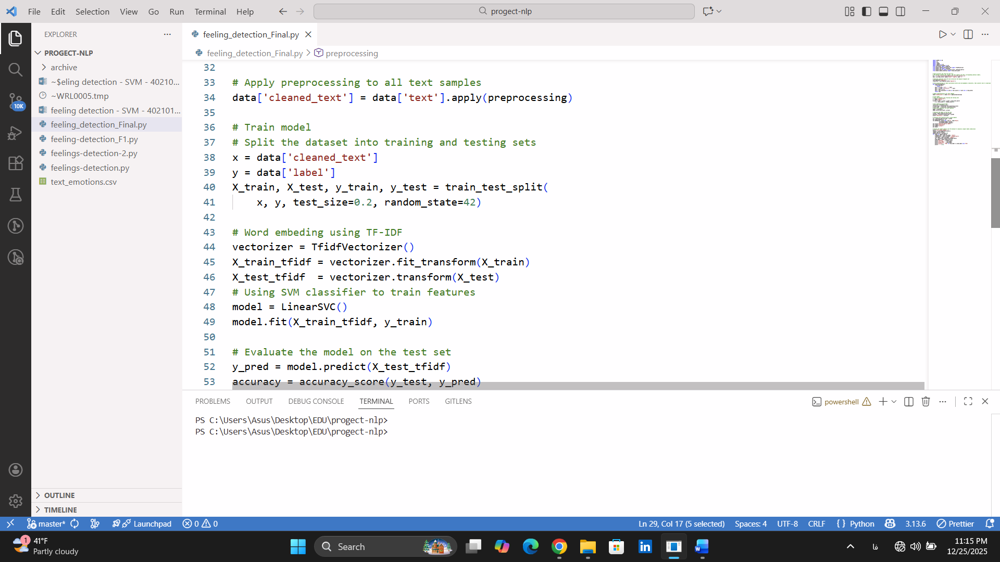 File Edit Selection View Go Run Terminal Help
progect-nlp
EXPLORER
PROGECT-NLP
archive
~$eling detection - SVM - 40210...
~WRL0005.tmp
feeling detection - SVM - 402101...
feeling_detection_Final.py
feeling-detection_F1.py
feelings-detection-2.py
feelings-detection.py
text_emotions.csv
OUTLINE
TIMELINE
10K
feeling_detection_Final.py
feeling_detection_Final.py > preprocessing
32
33 # Apply preprocessing to all text samples
34 data['cleaned_text'] = data['text'].apply(preprocessing)
35
36 # Train model
37 # Split the dataset into training and testing sets
38 x = data['cleaned_text']
39 y = data['label']
40 X_train, X_test, y_train, y_test = train_test_split(
41     x, y, test_size=0.2, random_state=42)
42
43 # Word embeding using TF-IDF
44 vectorizer = TfidfVectorizer()
45 X_train_tfidf = vectorizer.fit_transform(X_train)
46 X_test_tfidf  = vectorizer.transform(X_test)
47 # Using SVM classifier to train features
48 model = LinearSVC()
49 model.fit(X_train_tfidf, y_train)
50
51 # Evaluate the model on the test set
52 y_pred = model.predict(X_test_tfidf)
53 accuracy = accuracy_score(y_test, y_pred)
PROBLEMS OUTPUT DEBUG CONSOLE TERMINAL PORTS GITLENS
powershell
PS C:\Users\Asus\Desktop\EDU\progect-nlp>
PS C:\Users\Asus\Desktop\EDU\progect-nlp>
master* Launchpad 0 0 Ln 29, Col 17 (5 selected) Spaces: 4 UTF-8 CRLF { } Python 3.13.6 Prettier
1
41°F
Partly cloudy
Search
فا
11:15 PM
12/25/2025